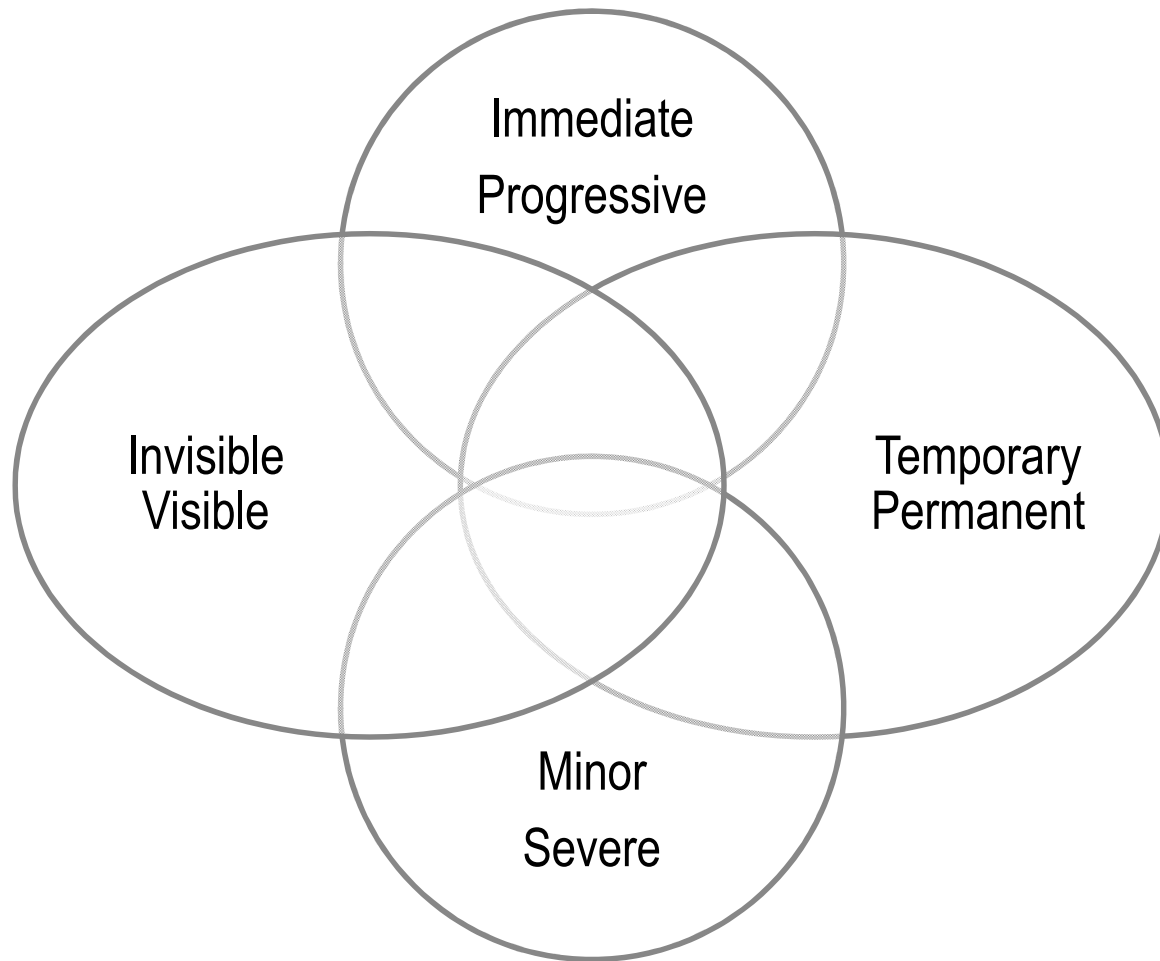 Immediate
Progressive
Invisible
Visible
Temporary
Permanent
Minor
Severe